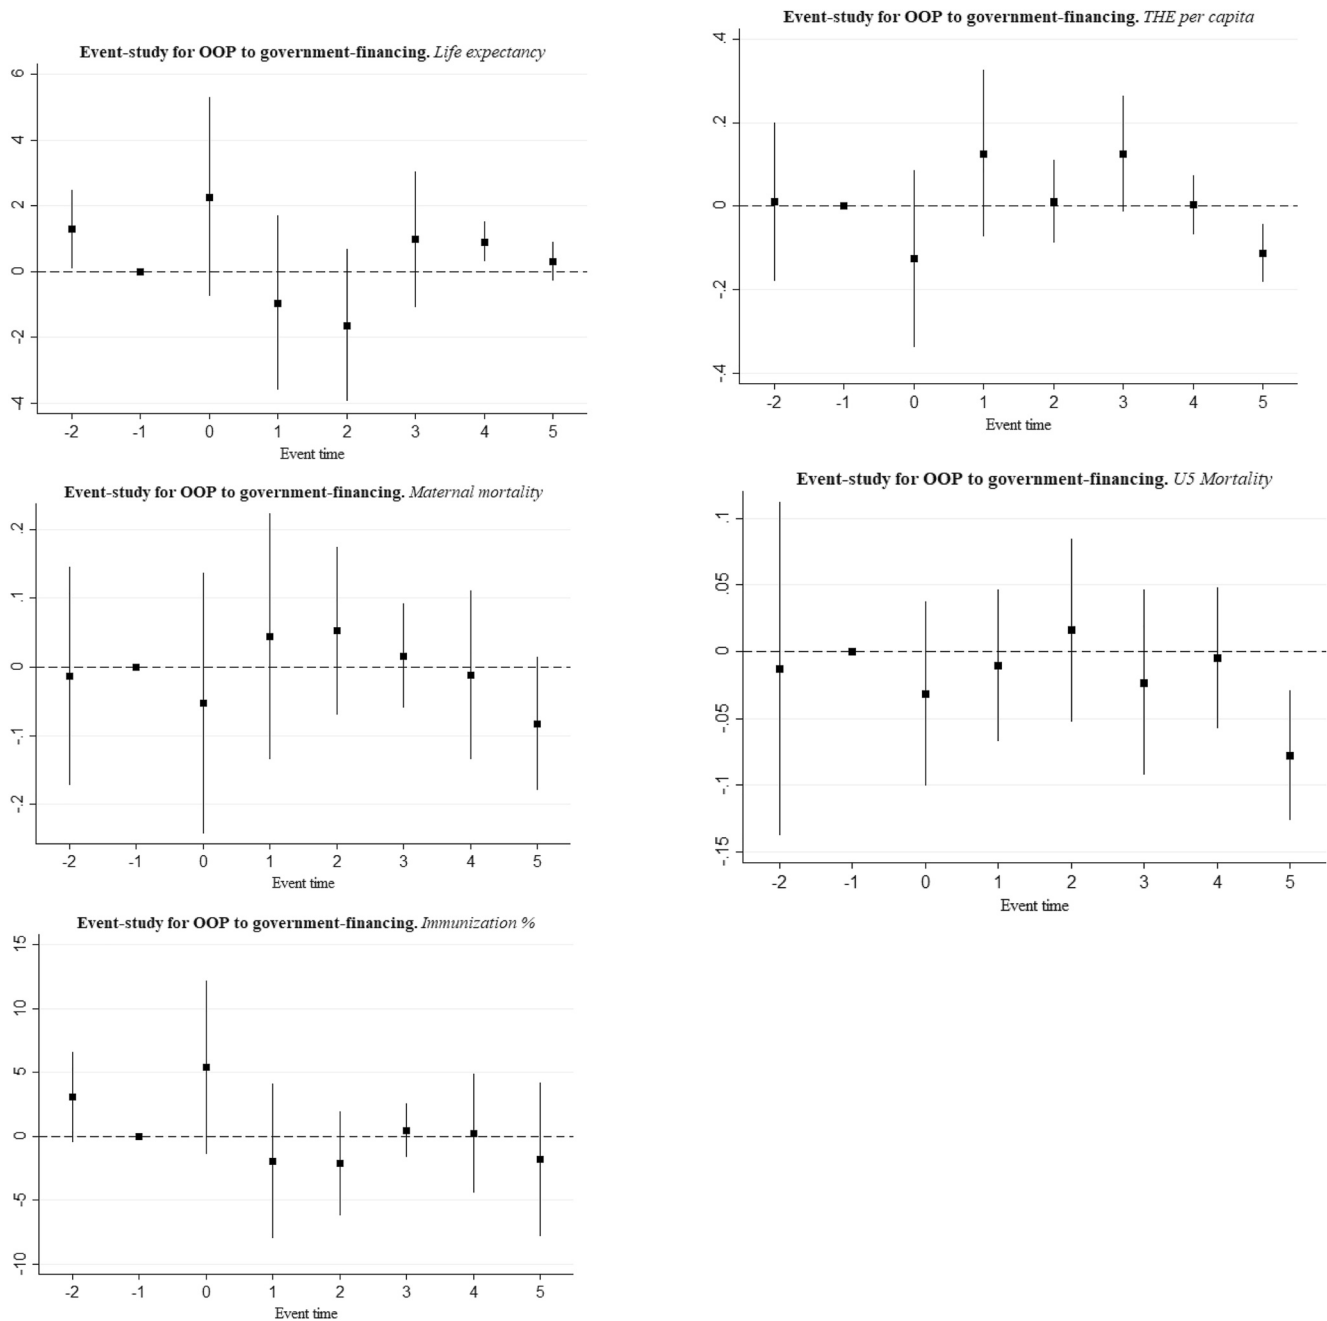 Event-study for OOP to government-financing. Life expectancy
6
4
2
0
-2
-4
-2 -1 0 1 2 3 4 5
Event time
Event-study for OOP to government-financing. THE per capita
.4
.2
0
-.2
-.4
-2 -1 0 1 2 3 4 5
Event time
Event-study for OOP to government-financing. Maternal mortality
.2
.1
0
-.1
-.2
-2 -1 0 1 2 3 4 5
Event time
Event-study for OOP to government-financing. U5 Mortality
.1
.05
0
-.05
-.1
-.15
-2 -1 0 1 2 3 4 5
Event time
Event-study for OOP to government-financing. Immunization %
15
10
5
0
-5
-10
-2 -1 0 1 2 3 4 5
Event time